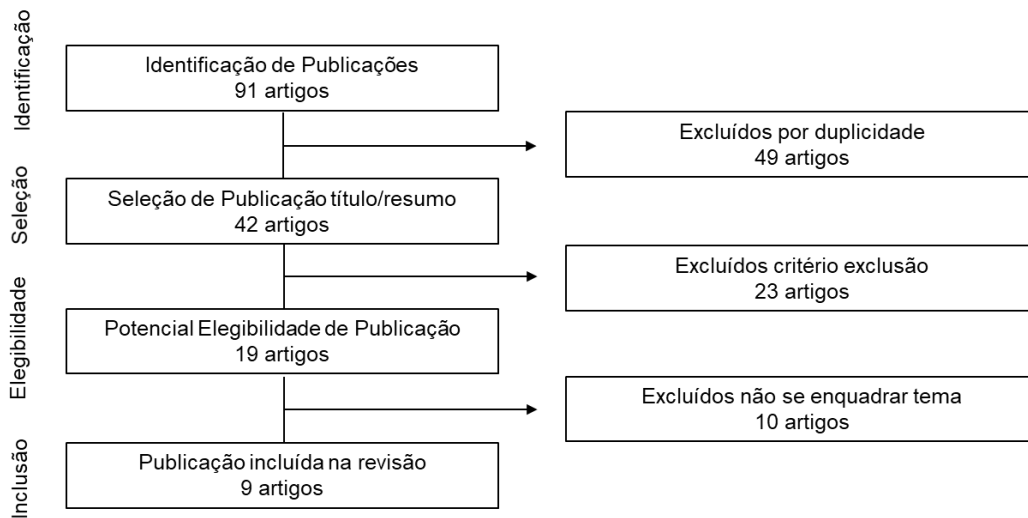 Identificação
Identificação de Publicações
91 artigos
Excluídos por duplicidade
49 artigos
Seleção
Seleção de Publicação título/resumo
42 artigos
Excluídos critério exclusão
23 artigos
Elegibilidade
Potencial Elegibilidade de Publicação
19 artigos
Excluídos não se enquadrar tema
10 artigos
Inclusão
Publicação incluída na revisão
9 artigos